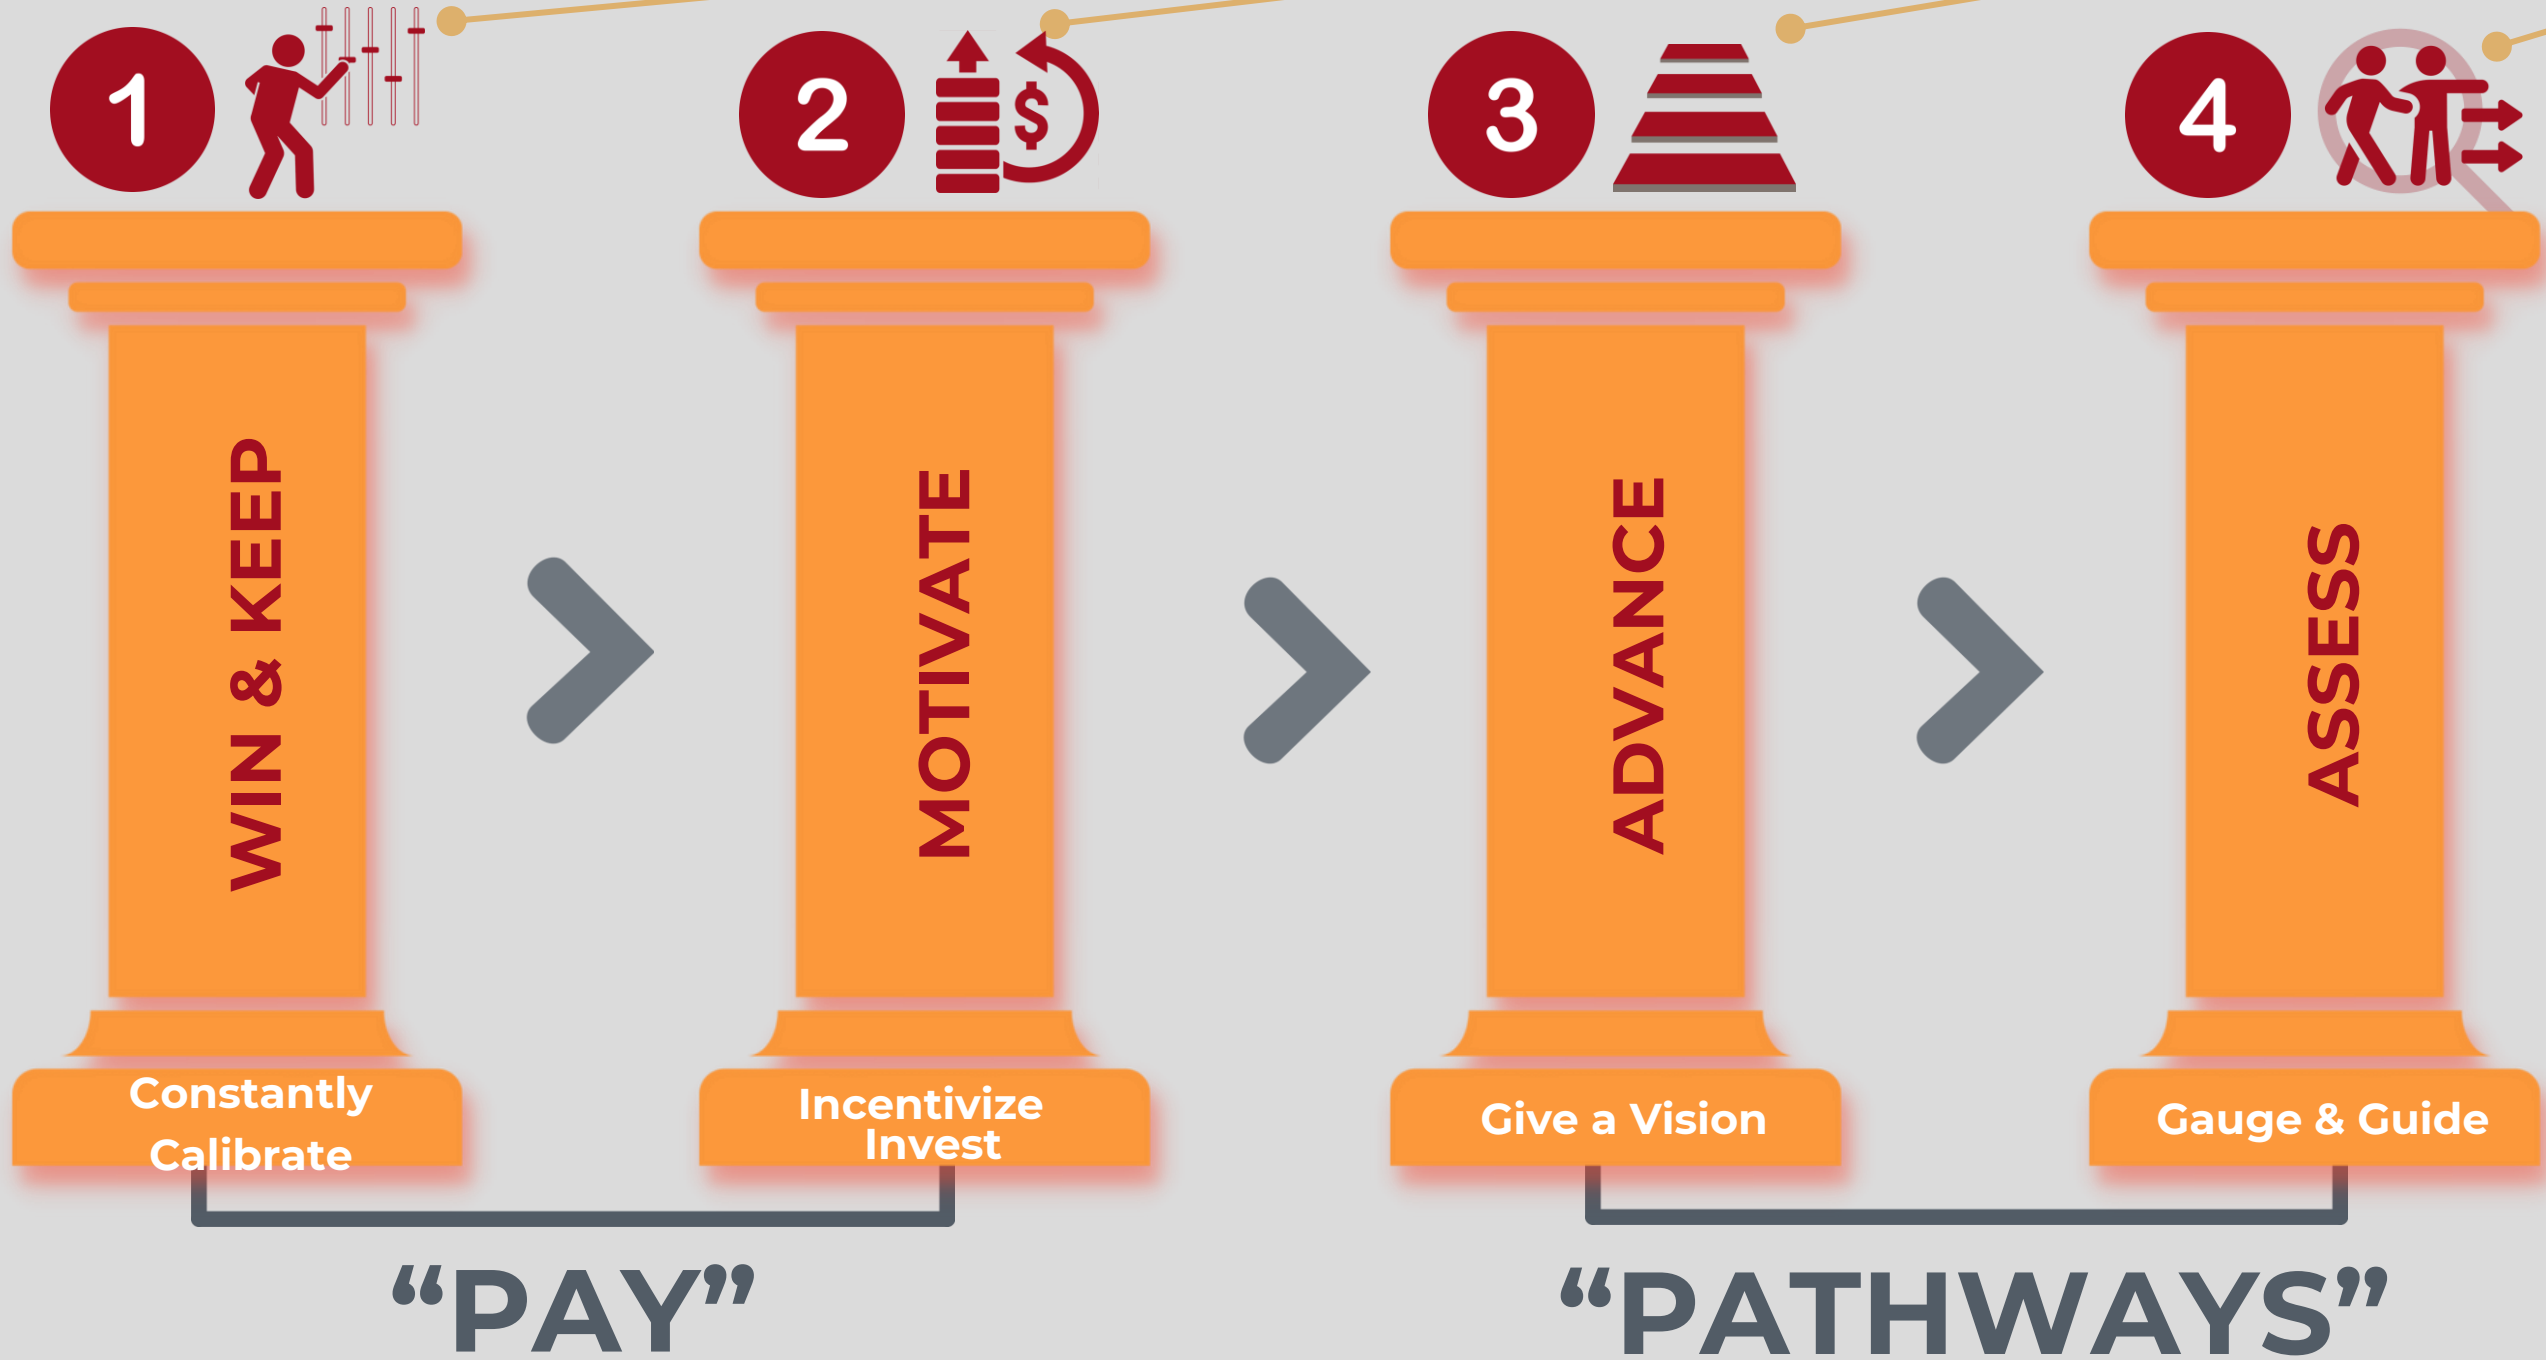 1
2
$
3
4
WIN & KEEP
MOTIVATE
ADVANCE
ASSESS
Constantly
Calibrate
Incentivize
Invest
Give a Vision
Gauge & Guide
“PAY”
“PATHWAYS”